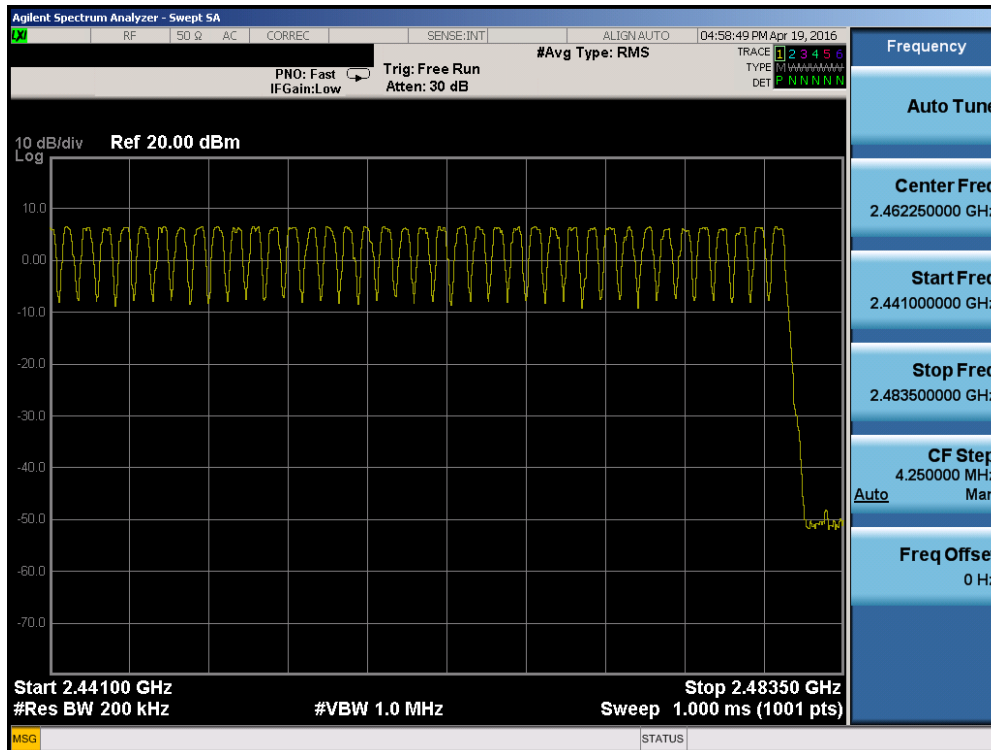 Agilent Spectrum Analyzer - Swept SA
LXI RF 50 Ω AC CORREC SENSE:INT ALIGN AUTO 04:58:49 PM Apr 19, 2016
#Avg Type: RMS
TRACE 1 2 3 4 5 6
PNO: Fast Trig: Free Run
TYPE M W W W W W
IFGain:Low Atten: 30 dB
DET P N N N N N
10 dB/div Ref 20.00 dBm
Log
10.0
0.00
-10.0
-20.0
-30.0
-40.0
-50.0
-60.0
-70.0
Start 2.44100 GHz Stop 2.48350 GHz
#Res BW 200 kHz #VBW 1.0 MHz Sweep 1.000 ms (1001 pts)
MSG STATUS
Frequency
Auto Tune
Center Freq
2.462250000 GHz
Start Freq
2.441000000 GHz
Stop Freq
2.483500000 GHz
CF Step
4.250000 MHz
Auto Man
Freq Offset
0 Hz